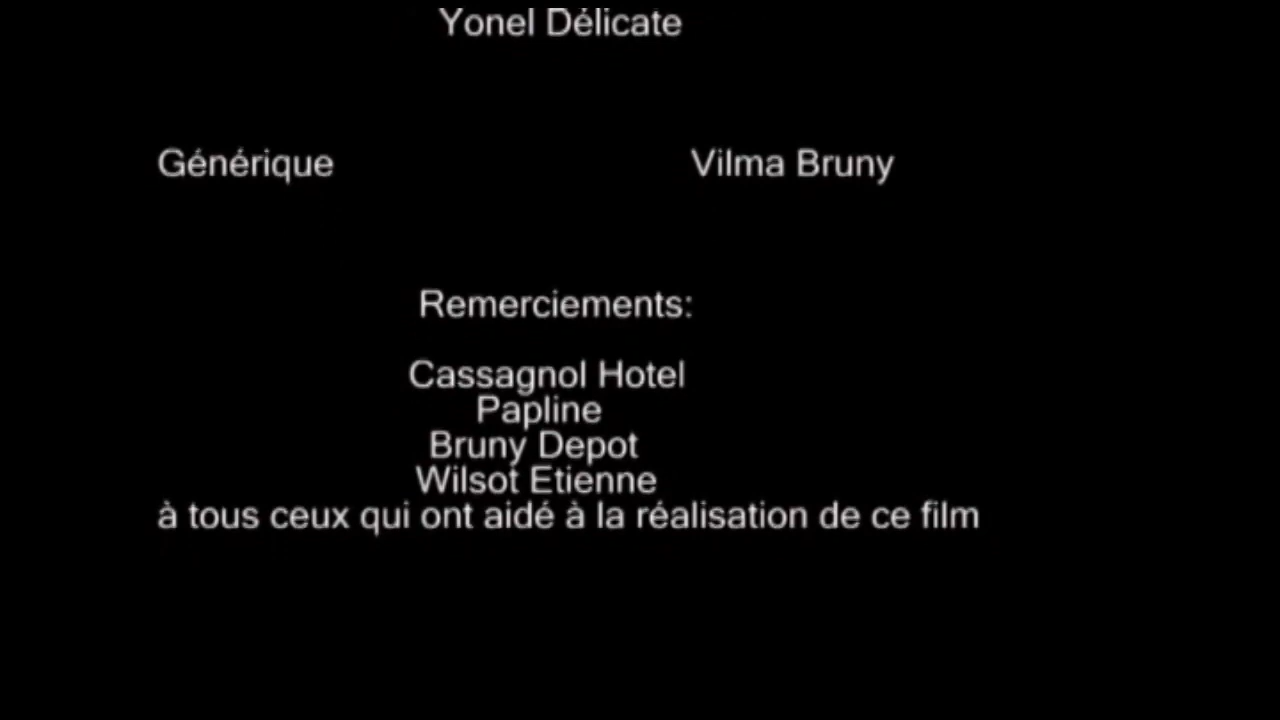 Yonel Délicate
Générique Vilma Bruny
Remerciements:
Cassagnol Hotel
Papline
Bruny Depot
Wilsot Etienne
à tous ceux qui ont aidé à la réalisation de ce film